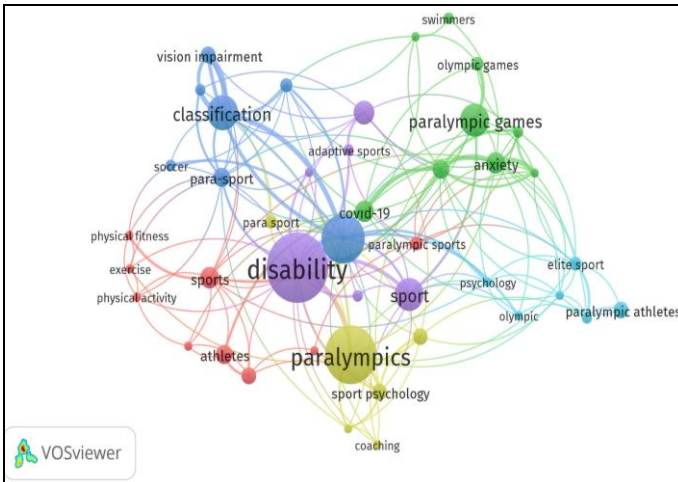 swimmers
vision impairment
olympic games
classification
paralympic games
adaptive sports
anxiety
soccer
para-sport
covid-19
para sport
physical fitness
paralympic sports
exercise
disability
elite sport
sports
psychology
physical activity
sport
olympic
paralympic athletes
athletes
paralympics
sport psychology
coaching
VOSviewer